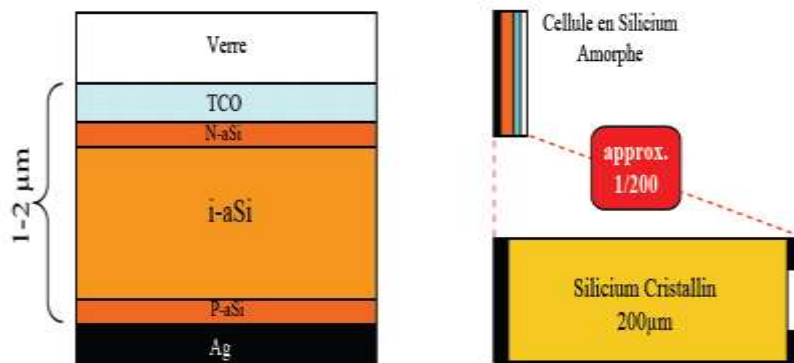 Verre
TCO
N-aSi
i-aSi
P-aSi
Ag
1-2 µm
Cellule en Silicium
Amorphe
approx.
1/200
Silicium Cristallin
200µm